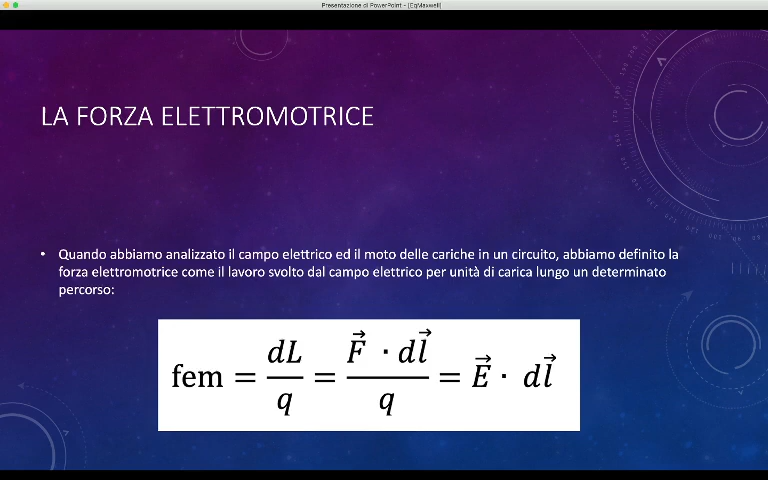 Presentazione di PowerPoint - [EqMaxwell]
LA FORZA ELETTROMOTRICE
• Quando abbiamo analizzato il campo elettrico ed il moto delle cariche in un circuito, abbiamo definito la
forza elettromotrice come il lavoro svolto dal campo elettrico per unità di carica lungo un determinato
percorso:
fem = dL/q = F⃗ · dl⃗/q = E⃗ · dl⃗